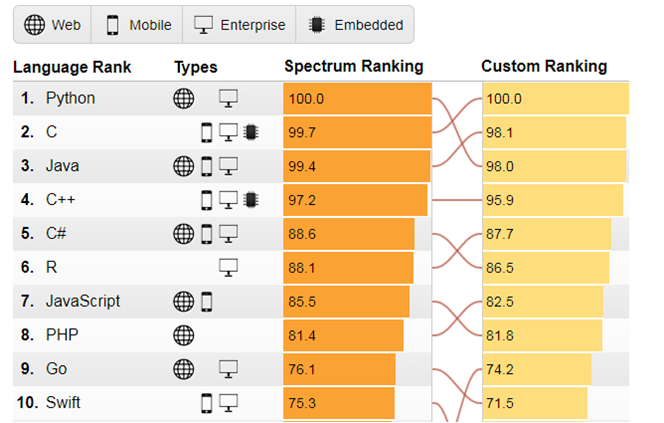 Web Mobile Enterprise Embedded
Language Rank Types Spectrum Ranking Custom Ranking
1. Python 100.0 100.0
2. C 99.7 98.1
3. Java 99.4 98.0
4. C++ 97.2 95.9
5. C# 88.6 87.7
6. R 88.1 86.5
7. JavaScript 85.5 82.5
8. PHP 81.4 81.8
9. Go 76.1 74.2
10. Swift 75.3 71.5